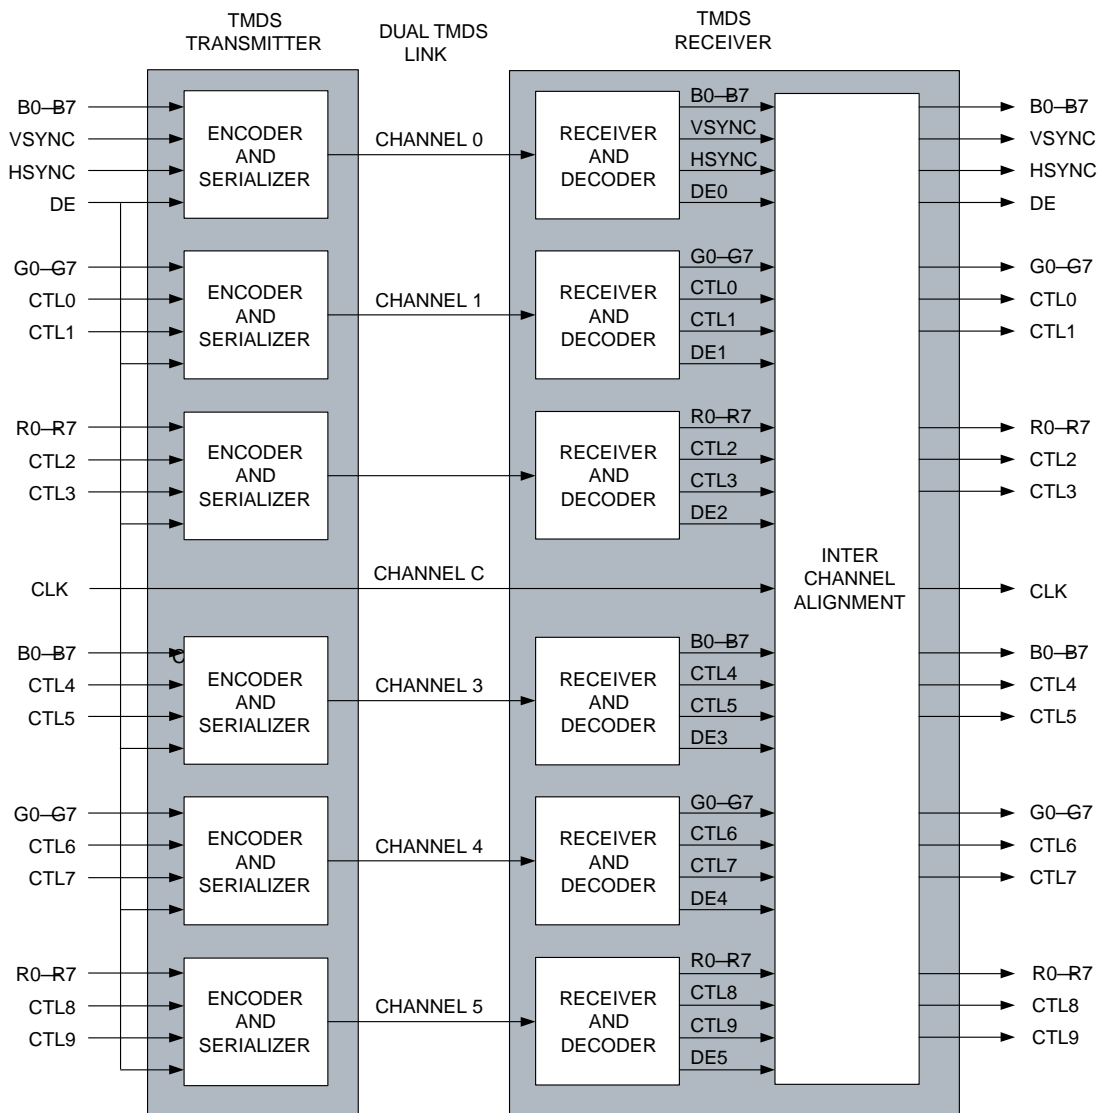 TMDS
TRANSMITTER
DUAL TMDS
LINK
TMDS
RECEIVER
B0–B7
VSYNC
HSYNC
DE
ENCODER
AND
SERIALIZER
CHANNEL 0
RECEIVER
AND
DECODER
B0–B7
VSYNC
HSYNC
DE0
B0–B7
VSYNC
HSYNC
DE
G0–G7
CTL0
CTL1
ENCODER
AND
SERIALIZER
CHANNEL 1
RECEIVER
AND
DECODER
G0–G7
CTL0
CTL1
DE1
G0–G7
CTL0
CTL1
R0–R7
CTL2
CTL3
ENCODER
AND
SERIALIZER
RECEIVER
AND
DECODER
R0–R7
CTL2
CTL3
DE2
R0–R7
CTL2
CTL3
CLK
CHANNEL C
INTER
CHANNEL
ALIGNMENT
CLK
B0–B7
CTL4
CTL5
ENCODER
AND
SERIALIZER
CHANNEL 3
RECEIVER
AND
DECODER
B0–B7
CTL4
CTL5
DE3
B0–B7
CTL4
CTL5
G0–G7
CTL6
CTL7
ENCODER
AND
SERIALIZER
CHANNEL 4
RECEIVER
AND
DECODER
G0–G7
CTL6
CTL7
DE4
G0–G7
CTL6
CTL7
R0–R7
CTL8
CTL9
ENCODER
AND
SERIALIZER
CHANNEL 5
RECEIVER
AND
DECODER
R0–R7
CTL8
CTL9
DE5
R0–R7
CTL8
CTL9